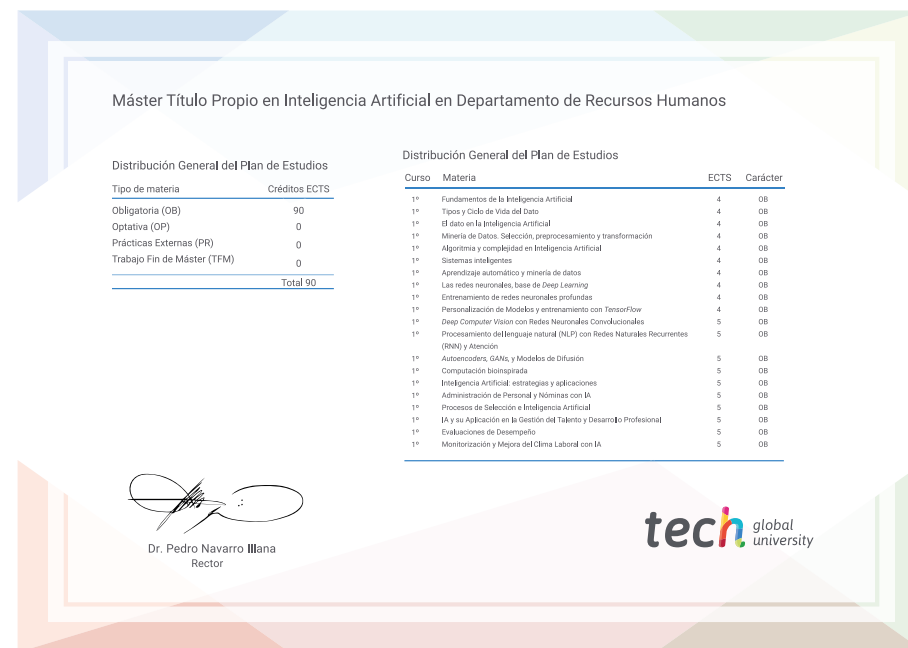 Máster Título Propio en Inteligencia Artificial en Departamento de Recursos Humanos
Distribución General del Plan de Estudios
Tipo de materia Créditos ECTS
Obligatoria (OB) 90
Optativa (OP) 0
Prácticas Externas (PR) 0
Trabajo Fin de Máster (TFM) 0
Total 90
Distribución General del Plan de Estudios
Curso Materia ECTS Carácter
1º Fundamentos de la Inteligencia Artificial 4 OB
1º Tipos y Ciclo de Vida del Dato 4 OB
1º El dato en la Inteligencia Artificial 4 OB
1º Minería de Datos. Selección, preprocesamiento y transformación 4 OB
1º Algoritmia y complejidad en Inteligencia Artificial 4 OB
1º Sistemas inteligentes 4 OB
1º Aprendizaje automático y minería de datos 4 OB
1º Las redes neuronales, base de Deep Learning 4 OB
1º Entrenamiento de redes neuronales profundas 4 OB
1º Personalización de Modelos y entrenamiento con TensorFlow 4 OB
1º Deep Computer Vision con Redes Neuronales Convolucionales 5 OB
1º Procesamiento del lenguaje natural (NLP) con Redes Naturales Recurrentes 5 OB
(RNN) y Atención
1º Autoencoders, GANs, y Modelos de Difusión 5 OB
1º Computación bioinspirada 5 OB
1º Inteligencia Artificial: estrategias y aplicaciones 5 OB
1º Administración de Personal y Nóminas con IA 5 OB
1º Procesos de Selección e Inteligencia Artificial 5 OB
1º IA y su Aplicación en la Gestión del Talento y Desarrollo Profesional 5 OB
1º Evaluaciones de Desempeño 5 OB
1º Monitorización y Mejora del Clima Laboral con IA 5 OB
Dr. Pedro Navarro Illana
Rector
tech global
university